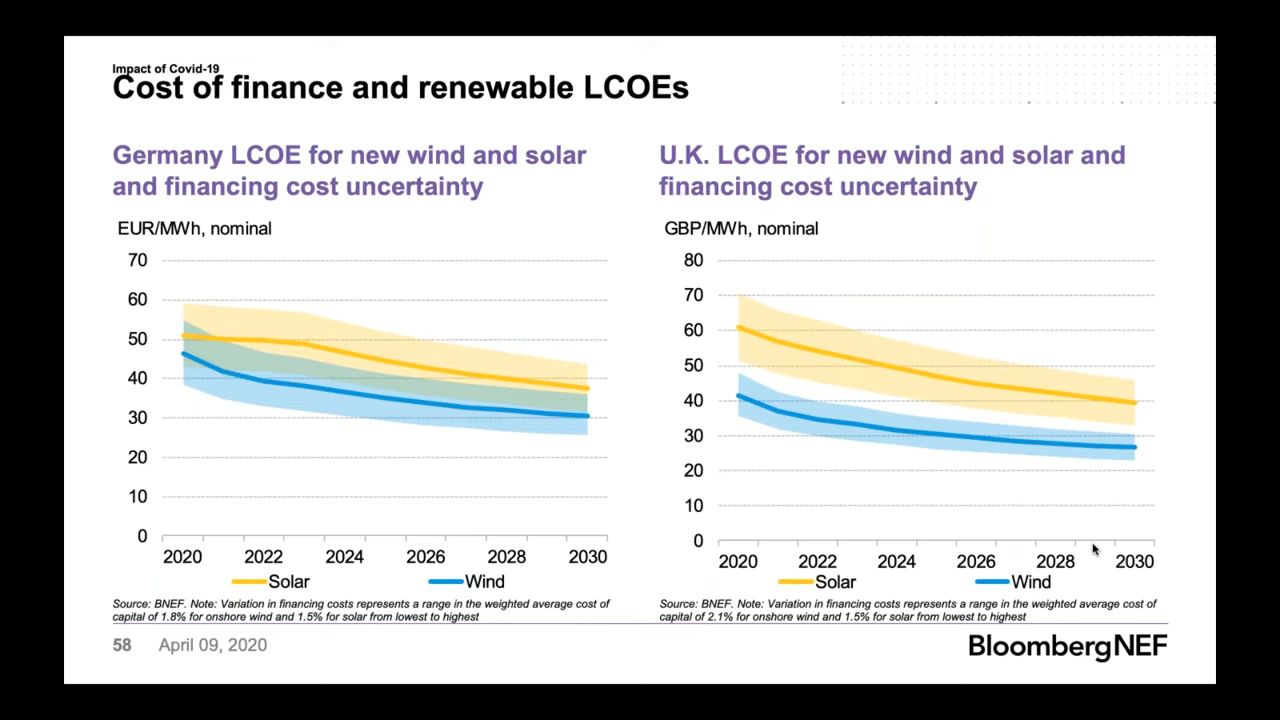 Impact of Covid-19
Cost of finance and renewable LCOEs
Germany LCOE for new wind and solar
and financing cost uncertainty
EUR/MWh, nominal
70
60
50
40
30
20
10
0
2020 2022 2024 2026 2028 2030
Solar Wind
Source: BNEF. Note: Variation in financing costs represents a range in the weighted average cost of
capital of 1.8% for onshore wind and 1.5% for solar from lowest to highest
U.K. LCOE for new wind and solar and
financing cost uncertainty
GBP/MWh, nominal
80
70
60
50
40
30
20
10
0
2020 2022 2024 2026 2028 2030
Solar Wind
Source: BNEF. Note: Variation in financing costs represents a range in the weighted average cost of
capital of 2.1% for onshore wind and 1.5% for solar from lowest to highest
58 April 09, 2020
BloombergNEF